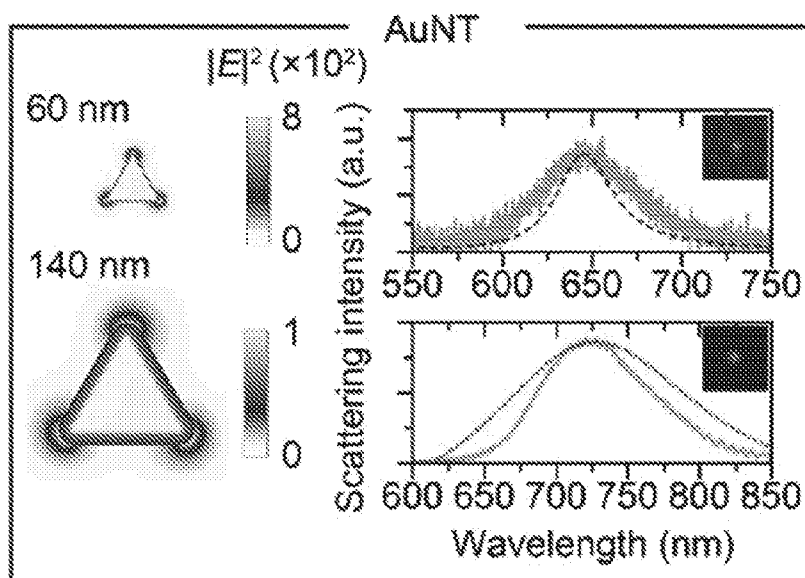 AuNT
|E|² (×10²)
60 nm
8
0
140 nm
1
0
Scattering intensity (a.u.)
550 600 650 700 750
600 650 700 750 800 850
Wavelength (nm)